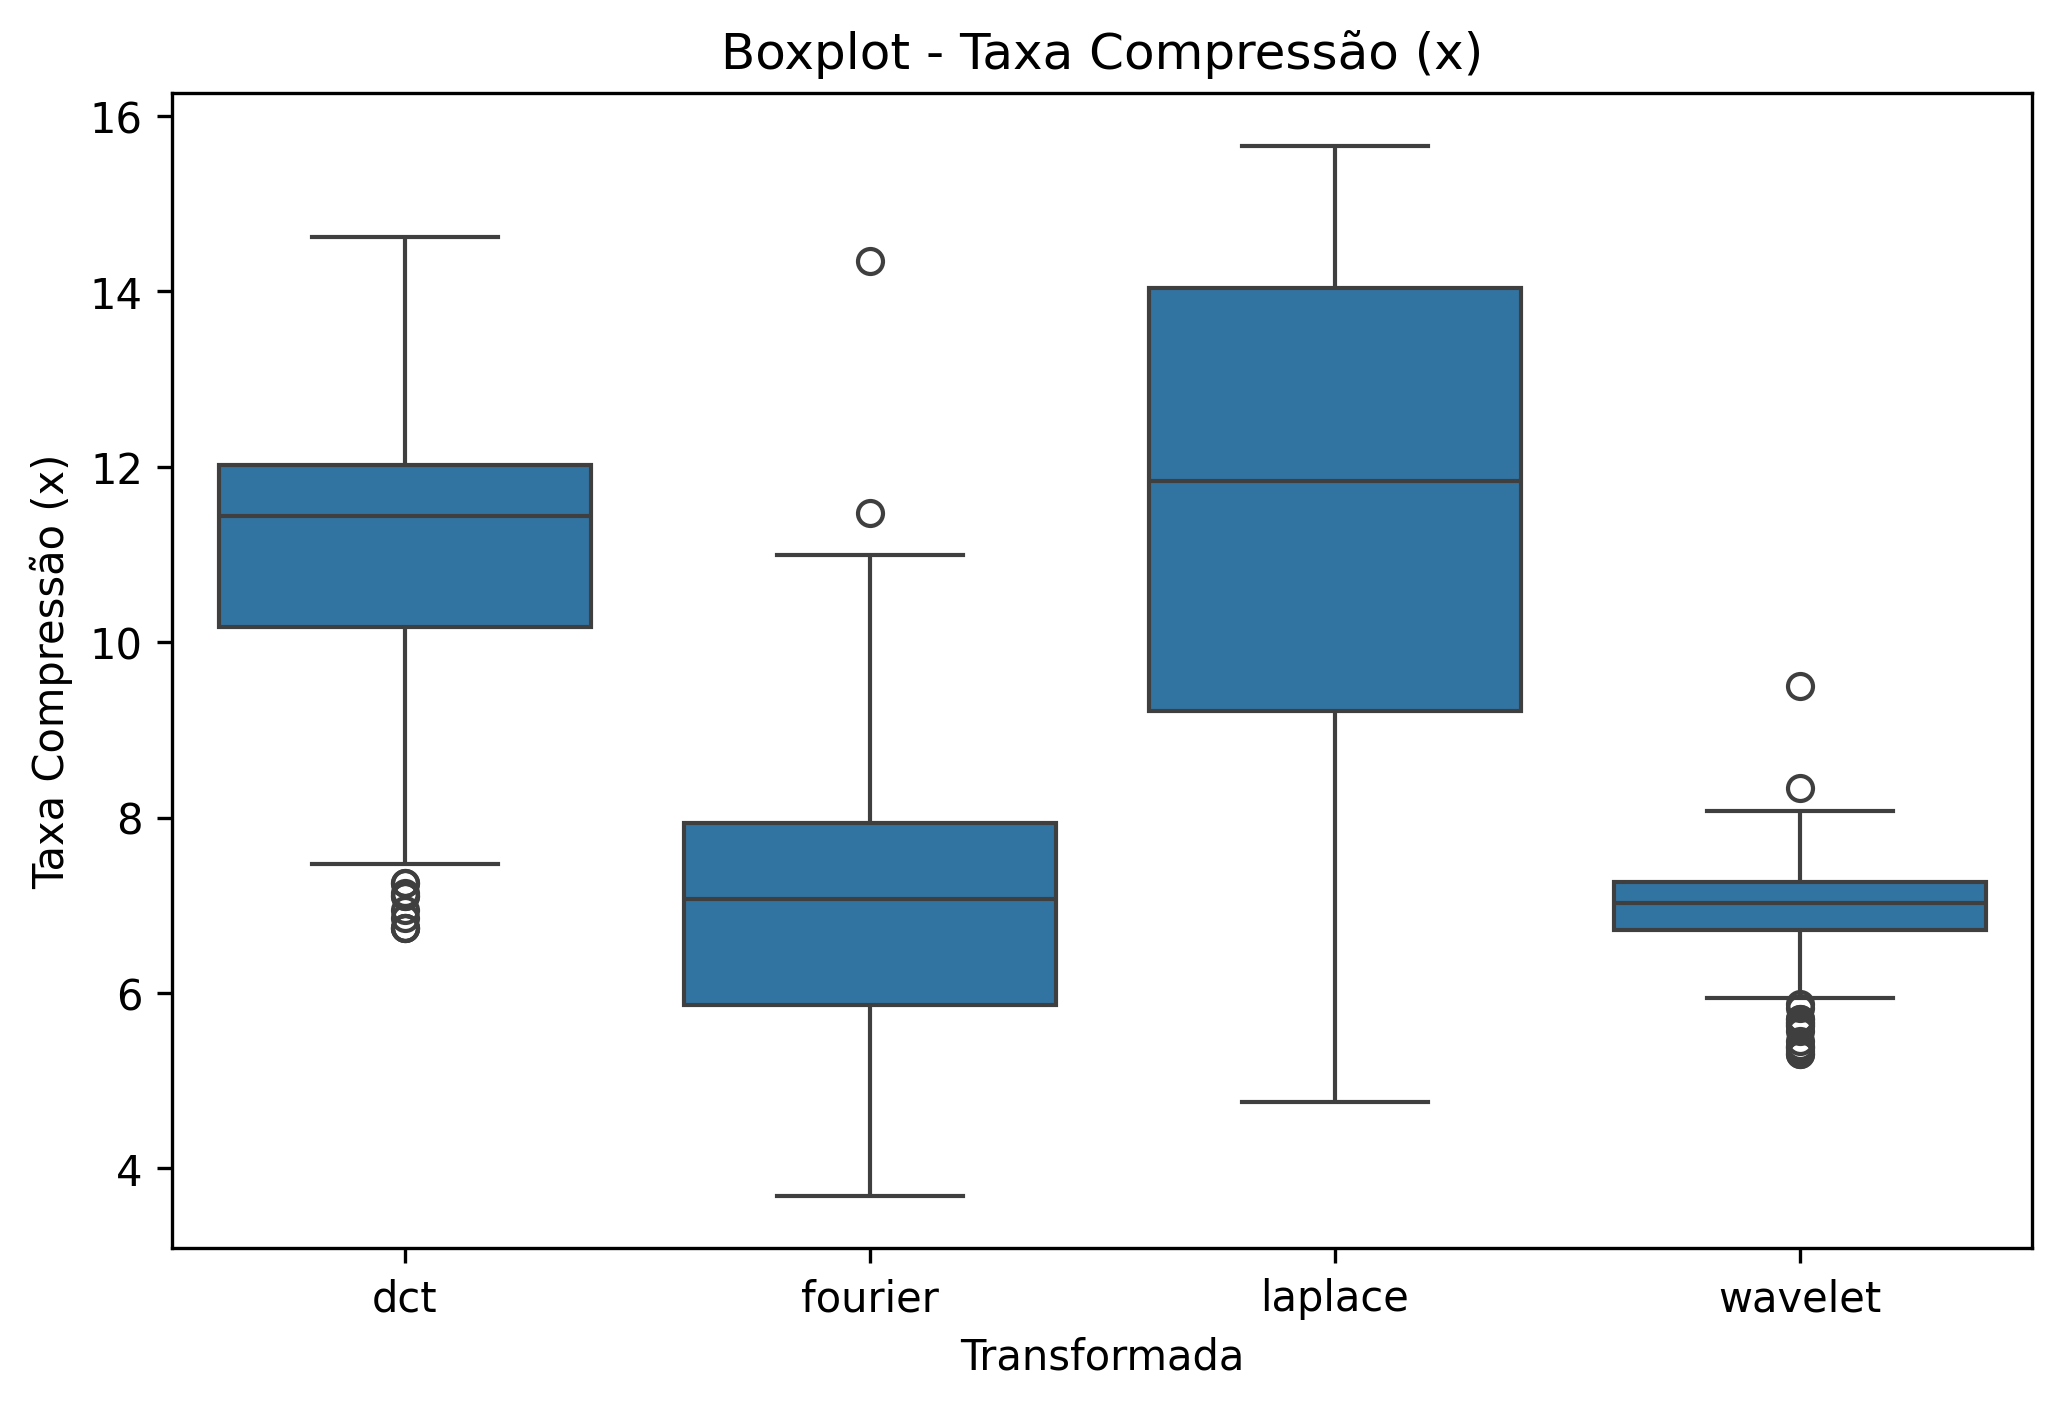 Boxplot - Taxa Compressão (x)
Taxa Compressão (x)
16
14
12
10
8
6
4
dct fourier laplace wavelet
Transformada